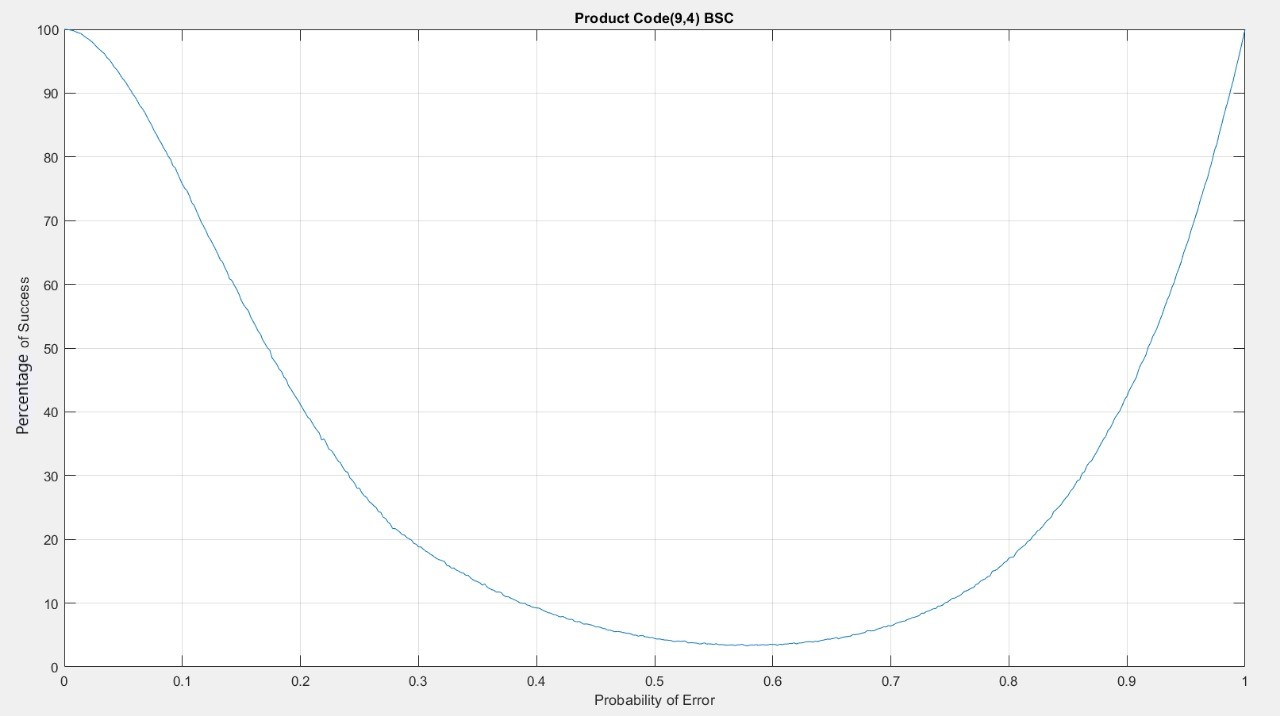 Product Code(9,4) BSC
100
90
80
70
60
50
40
30
20
10
0
Percentage of Success
0 0.1 0.2 0.3 0.4 0.5 0.6 0.7 0.8 0.9 1
Probability of Error